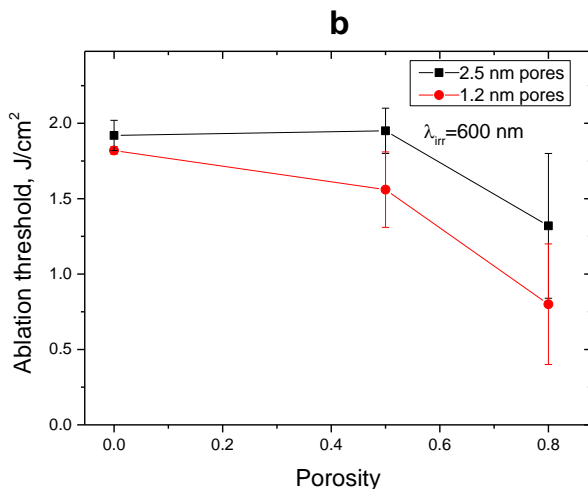 b
2.5 nm pores
1.2 nm pores
λirr=600 nm
Ablation threshold, J/cm²
2.0
1.5
1.0
0.5
0.0
0.0 0.2 0.4 0.6 0.8
Porosity